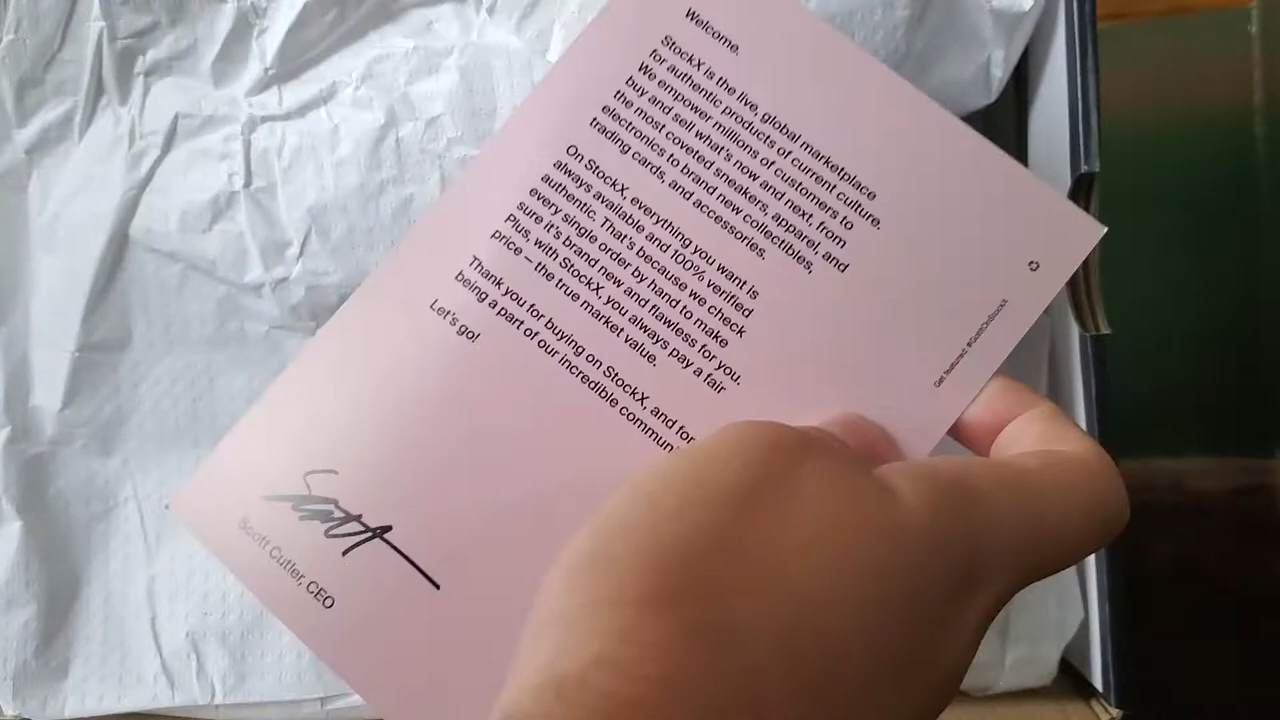 Welcome,
StockX is the live, global marketplace
for authentic products of current culture.
We empower millions of customers to
buy and sell what's now and next, from
the most coveted sneakers, apparel, and
electronics to brand new collectibles,
trading cards, and accessories.
On StockX, everything you want is
always available and 100% verified
authentic. That's because we check
every single order by hand to make
sure it's brand new and flawless for you.
Plus, with StockX, you always pay a fair
price – the true market value.
Thank you for buying on StockX, and for
being a part of our incredible commun
Let's go!
Scott
Scott Cutler, CEO
Get featured: #GotItOnStockX